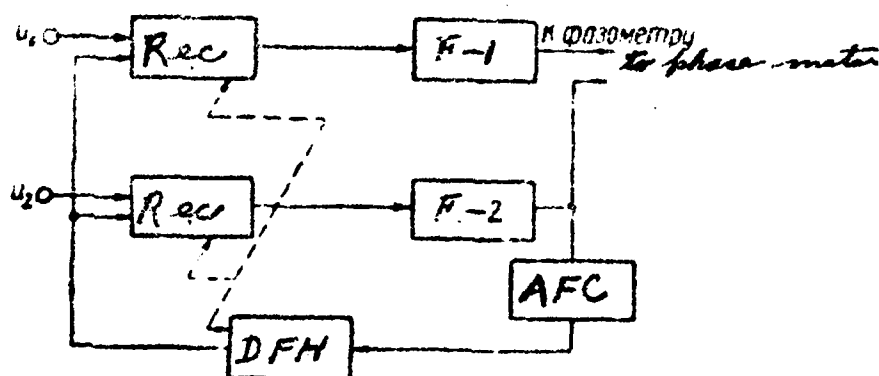 u₁
Rec
F-1
к фазометру
to phase meter
u₂
Rec
F-2
AFC
DFH